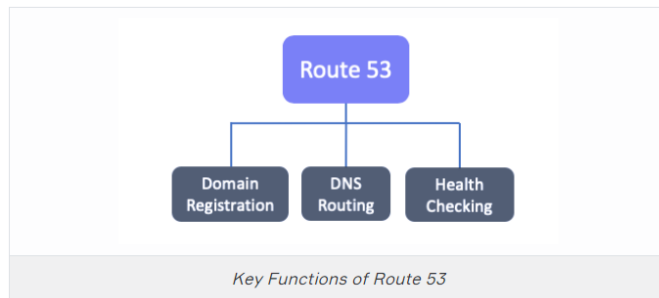 Route 53
Domain
Registration
DNS
Routing
Health
Checking
Key Functions of Route 53